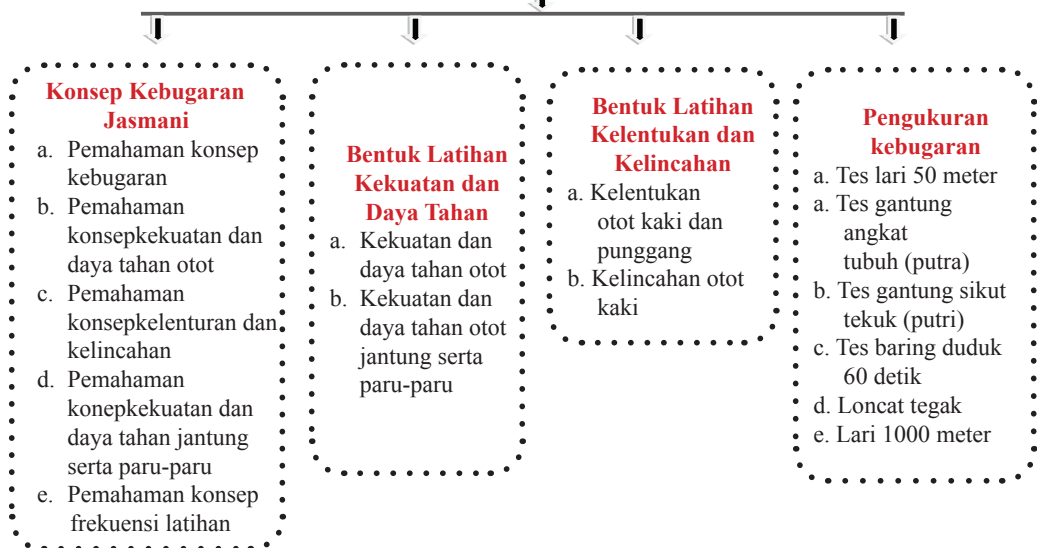 Konsep Kebugaran
Jasmani
a. Pemahaman konsep
kebugaran
b. Pemahaman
konsepkekuatan dan
daya tahan otot
c. Pemahaman
konsepkelenturan dan
kelincahan
d. Pemahaman
konepkekuatan dan
daya tahan jantung
serta paru-paru
e. Pemahaman konsep
frekuensi latihan
Bentuk Latihan
Kekuatan dan
Daya Tahan
a. Kekuatan dan
daya tahan otot
b. Kekuatan dan
daya tahan otot
jantung serta
paru-paru
Bentuk Latihan
Kelentukan dan
Kelincahan
a. Kelentukan
otot kaki dan
punggang
b. Kelincahan otot
kaki
Pengukuran
kebugaran
a. Tes lari 50 meter
a. Tes gantung
angkat
tubuh (putra)
b. Tes gantung sikut
tekuk (putri)
c. Tes baring duduk
60 detik
d. Loncat tegak
e. Lari 1000 meter